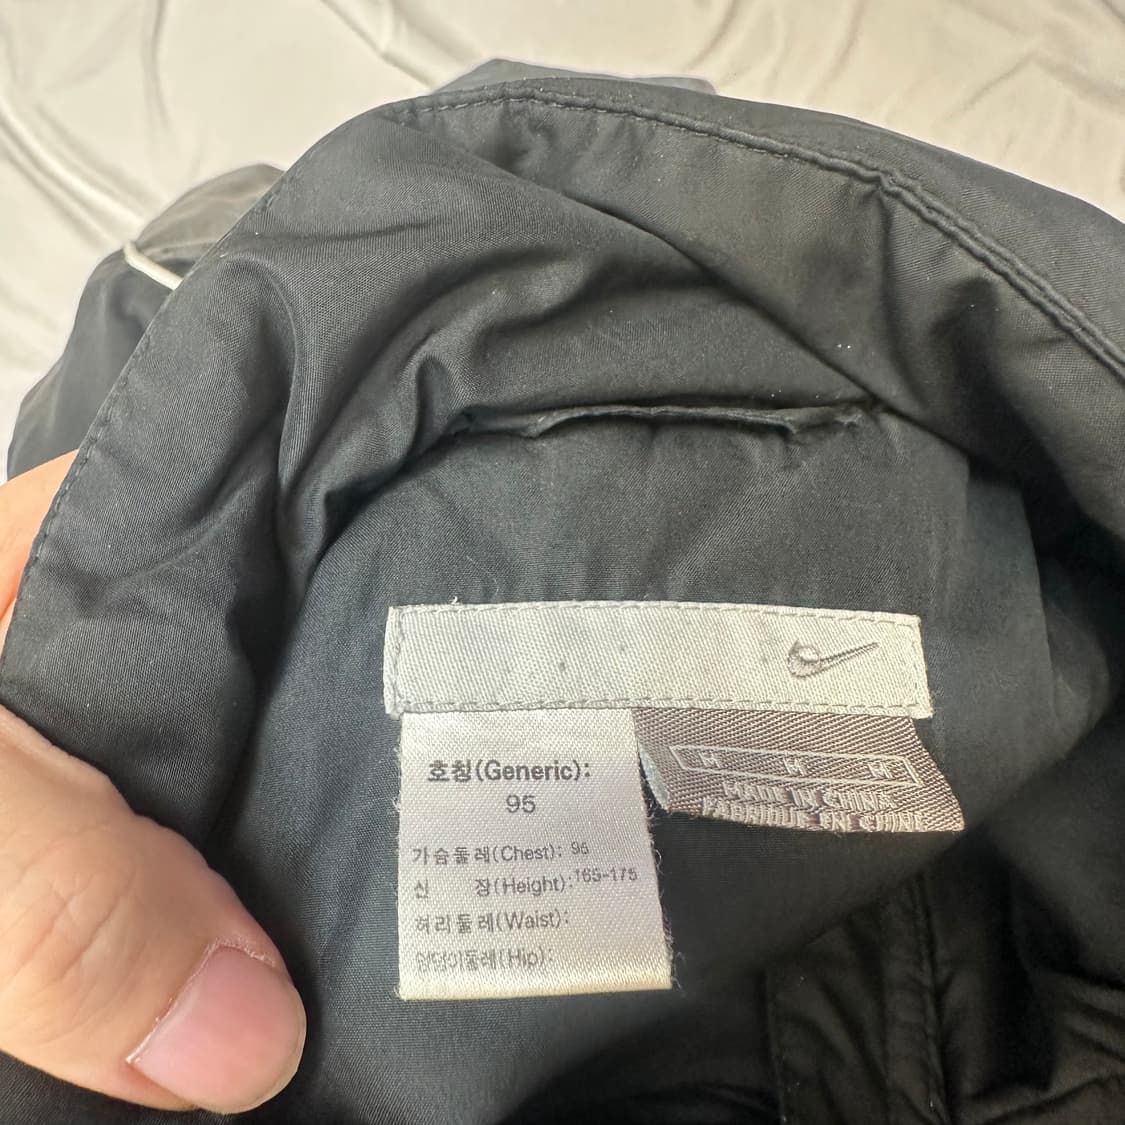 호칭(Generic):
95
가슴둘레(Chest): 95
신 장(Height):165-175
허리둘레(Waist):
엉덩이둘레(Hip):
M M M
MADE IN CHINA
FABRIQUE EN CHINE